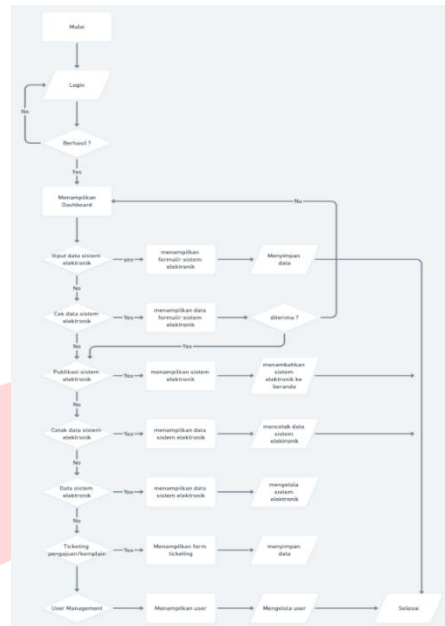 Mulai
Login
No
Berhasil ?
Yes
Menampilkan
Dashboard
No
Input data sistem
elektronik
yes
menampilkan
formulir sistem
elektronik
Menyimpan
data
No
Cek data sistem
elektronik
Yes
menampilkan data
formulir sistem
elektronik
diterima ?
No
Yes
Publikasi sistem
elektronik
Yes
menampilkan sistem
elektronik
menambahkan
sistem
elektronik ke
beranda
No
Cetak data sistem
elektronik
Yes
menampilkan data
sistem elektronik
mencetak data
sistem
elektronik
No
Data sistem
elektronik
Yes
menampilkan data
sistem elektronik
mengelola
sistem
elektronik
No
Ticketing
pengajuan/komplain
Yes
Menampilkan form
ticketing
menyimpan
data
User Management
Menampilkan user
Mengelola user
Selesai